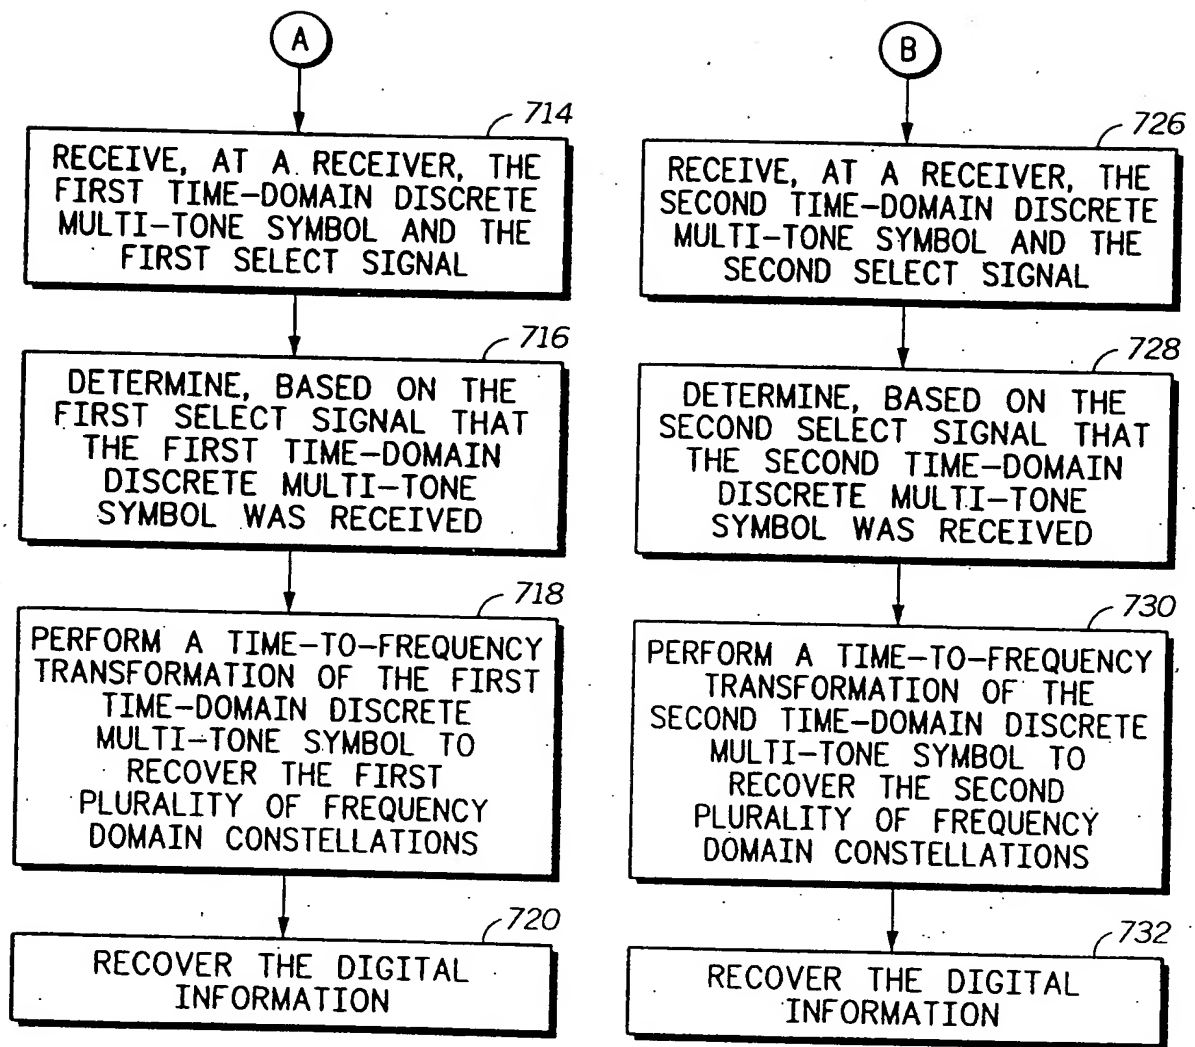 A
714
RECEIVE, AT A RECEIVER, THE
FIRST TIME-DOMAIN DISCRETE
MULTI-TONE SYMBOL AND THE
FIRST SELECT SIGNAL
716
DETERMINE, BASED ON THE
FIRST SELECT SIGNAL THAT
THE FIRST TIME-DOMAIN
DISCRETE MULTI-TONE
SYMBOL WAS RECEIVED
718
PERFORM A TIME-TO-FREQUENCY
TRANSFORMATION OF THE FIRST
TIME-DOMAIN DISCRETE
MULTI-TONE SYMBOL TO
RECOVER THE FIRST
PLURALITY OF FREQUENCY
DOMAIN CONSTELLATIONS
720
RECOVER THE DIGITAL
INFORMATION
B
726
RECEIVE, AT A RECEIVER, THE
SECOND TIME-DOMAIN DISCRETE
MULTI-TONE SYMBOL AND THE
SECOND SELECT SIGNAL
728
DETERMINE, BASED ON THE
SECOND SELECT SIGNAL THAT
THE SECOND TIME-DOMAIN
DISCRETE MULTI-TONE
SYMBOL WAS RECEIVED
730
PERFORM A TIME-TO-FREQUENCY
TRANSFORMATION OF THE
SECOND TIME-DOMAIN DISCRETE
MULTI-TONE SYMBOL TO
RECOVER THE SECOND
PLURALITY OF FREQUENCY
DOMAIN CONSTELLATIONS
732
RECOVER THE DIGITAL
INFORMATION